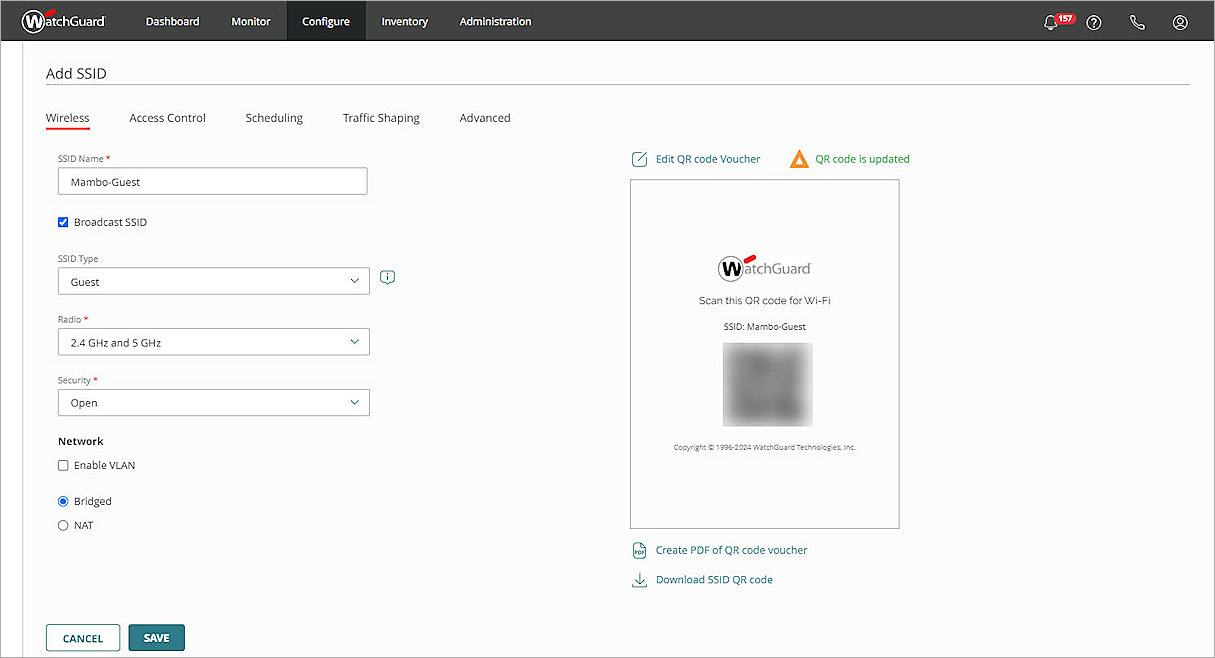 WatchGuard Dashboard Monitor Configure Inventory Administration 157
Add SSID
Wireless Access Control Scheduling Traffic Shaping Advanced
SSID Name *
Mambo-Guest
Broadcast SSID
SSID Type
Guest
Radio *
2.4 GHz and 5 GHz
Security *
Open
Network
Enable VLAN
Bridged
NAT
Edit QR code Voucher QR code is updated
WatchGuard
Scan this QR code for Wi-Fi
SSID: Mambo-Guest
Copyright © 1996-2024 WatchGuard Technologies, Inc.
PDF Create PDF of QR code voucher
Download SSID QR code
CANCEL SAVE